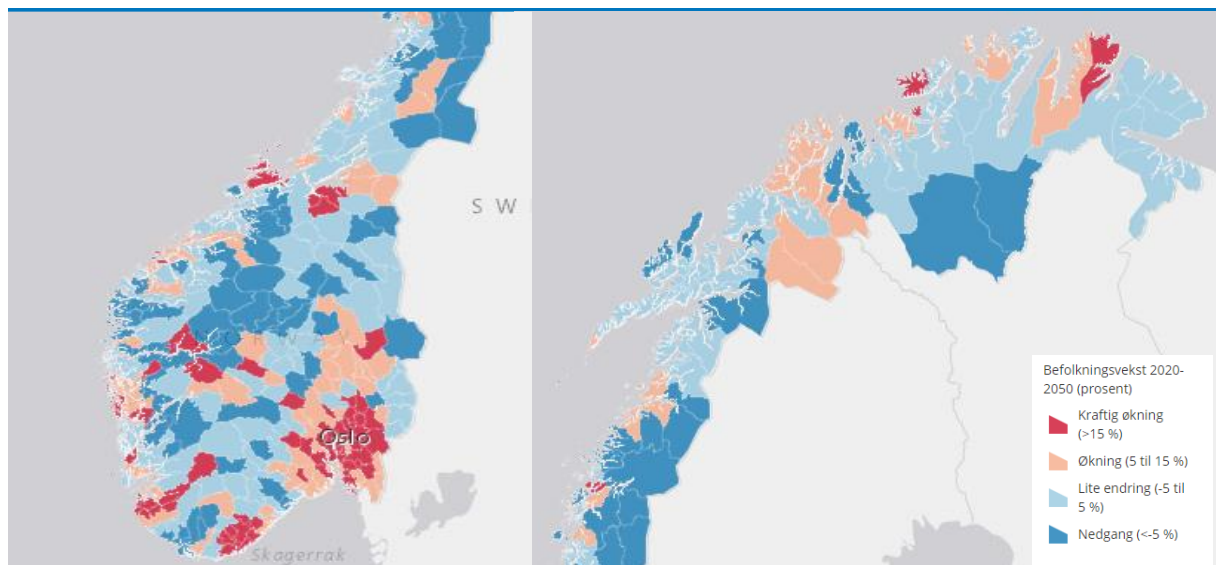 S W
N O R W
Oslo
Skagerrak
Befolkningsvekst 2020-
2050 (prosent)
Kraftig økning
(>15 %)
Økning (5 til 15 %)
Lite endring (-5 til
5 %)
Nedgang (<-5 %)